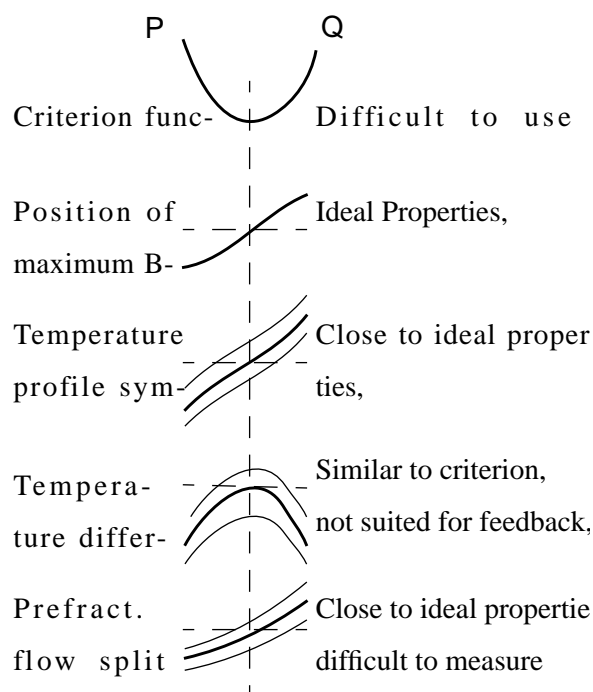 P Q
Criterion func- Difficult to use
Position of Ideal Properties,
maximum B-
Temperature Close to ideal proper
profile sym- ties,
Similar to criterion,
Tempera-
not suited for feedback,
ture differ-
Prefract. Close to ideal propertie
flow split difficult to measure